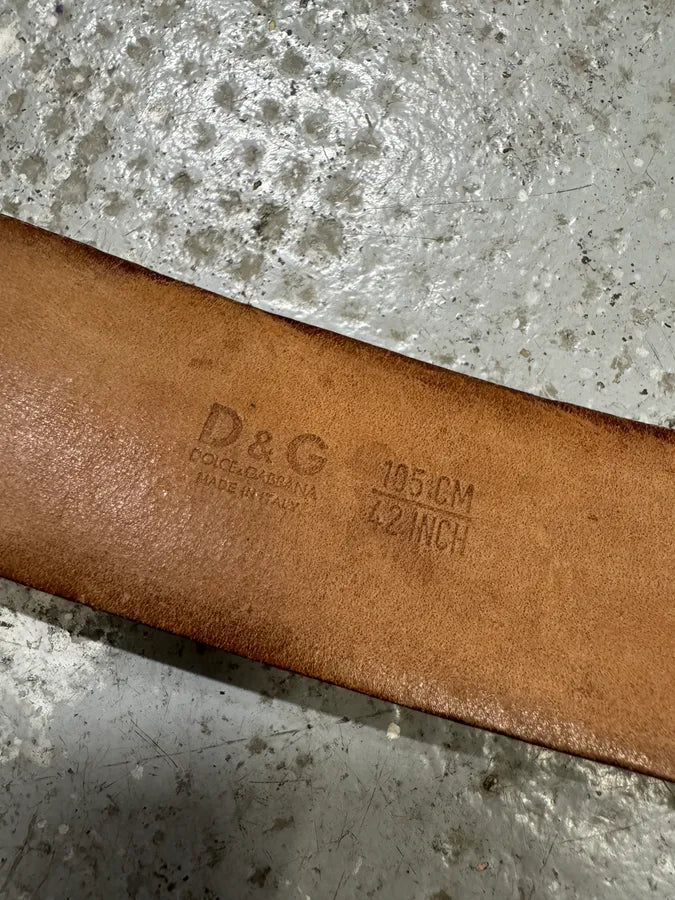 D & G
DOLCE & GABBANA
MADE IN ITALY
105 CM
42 INCH